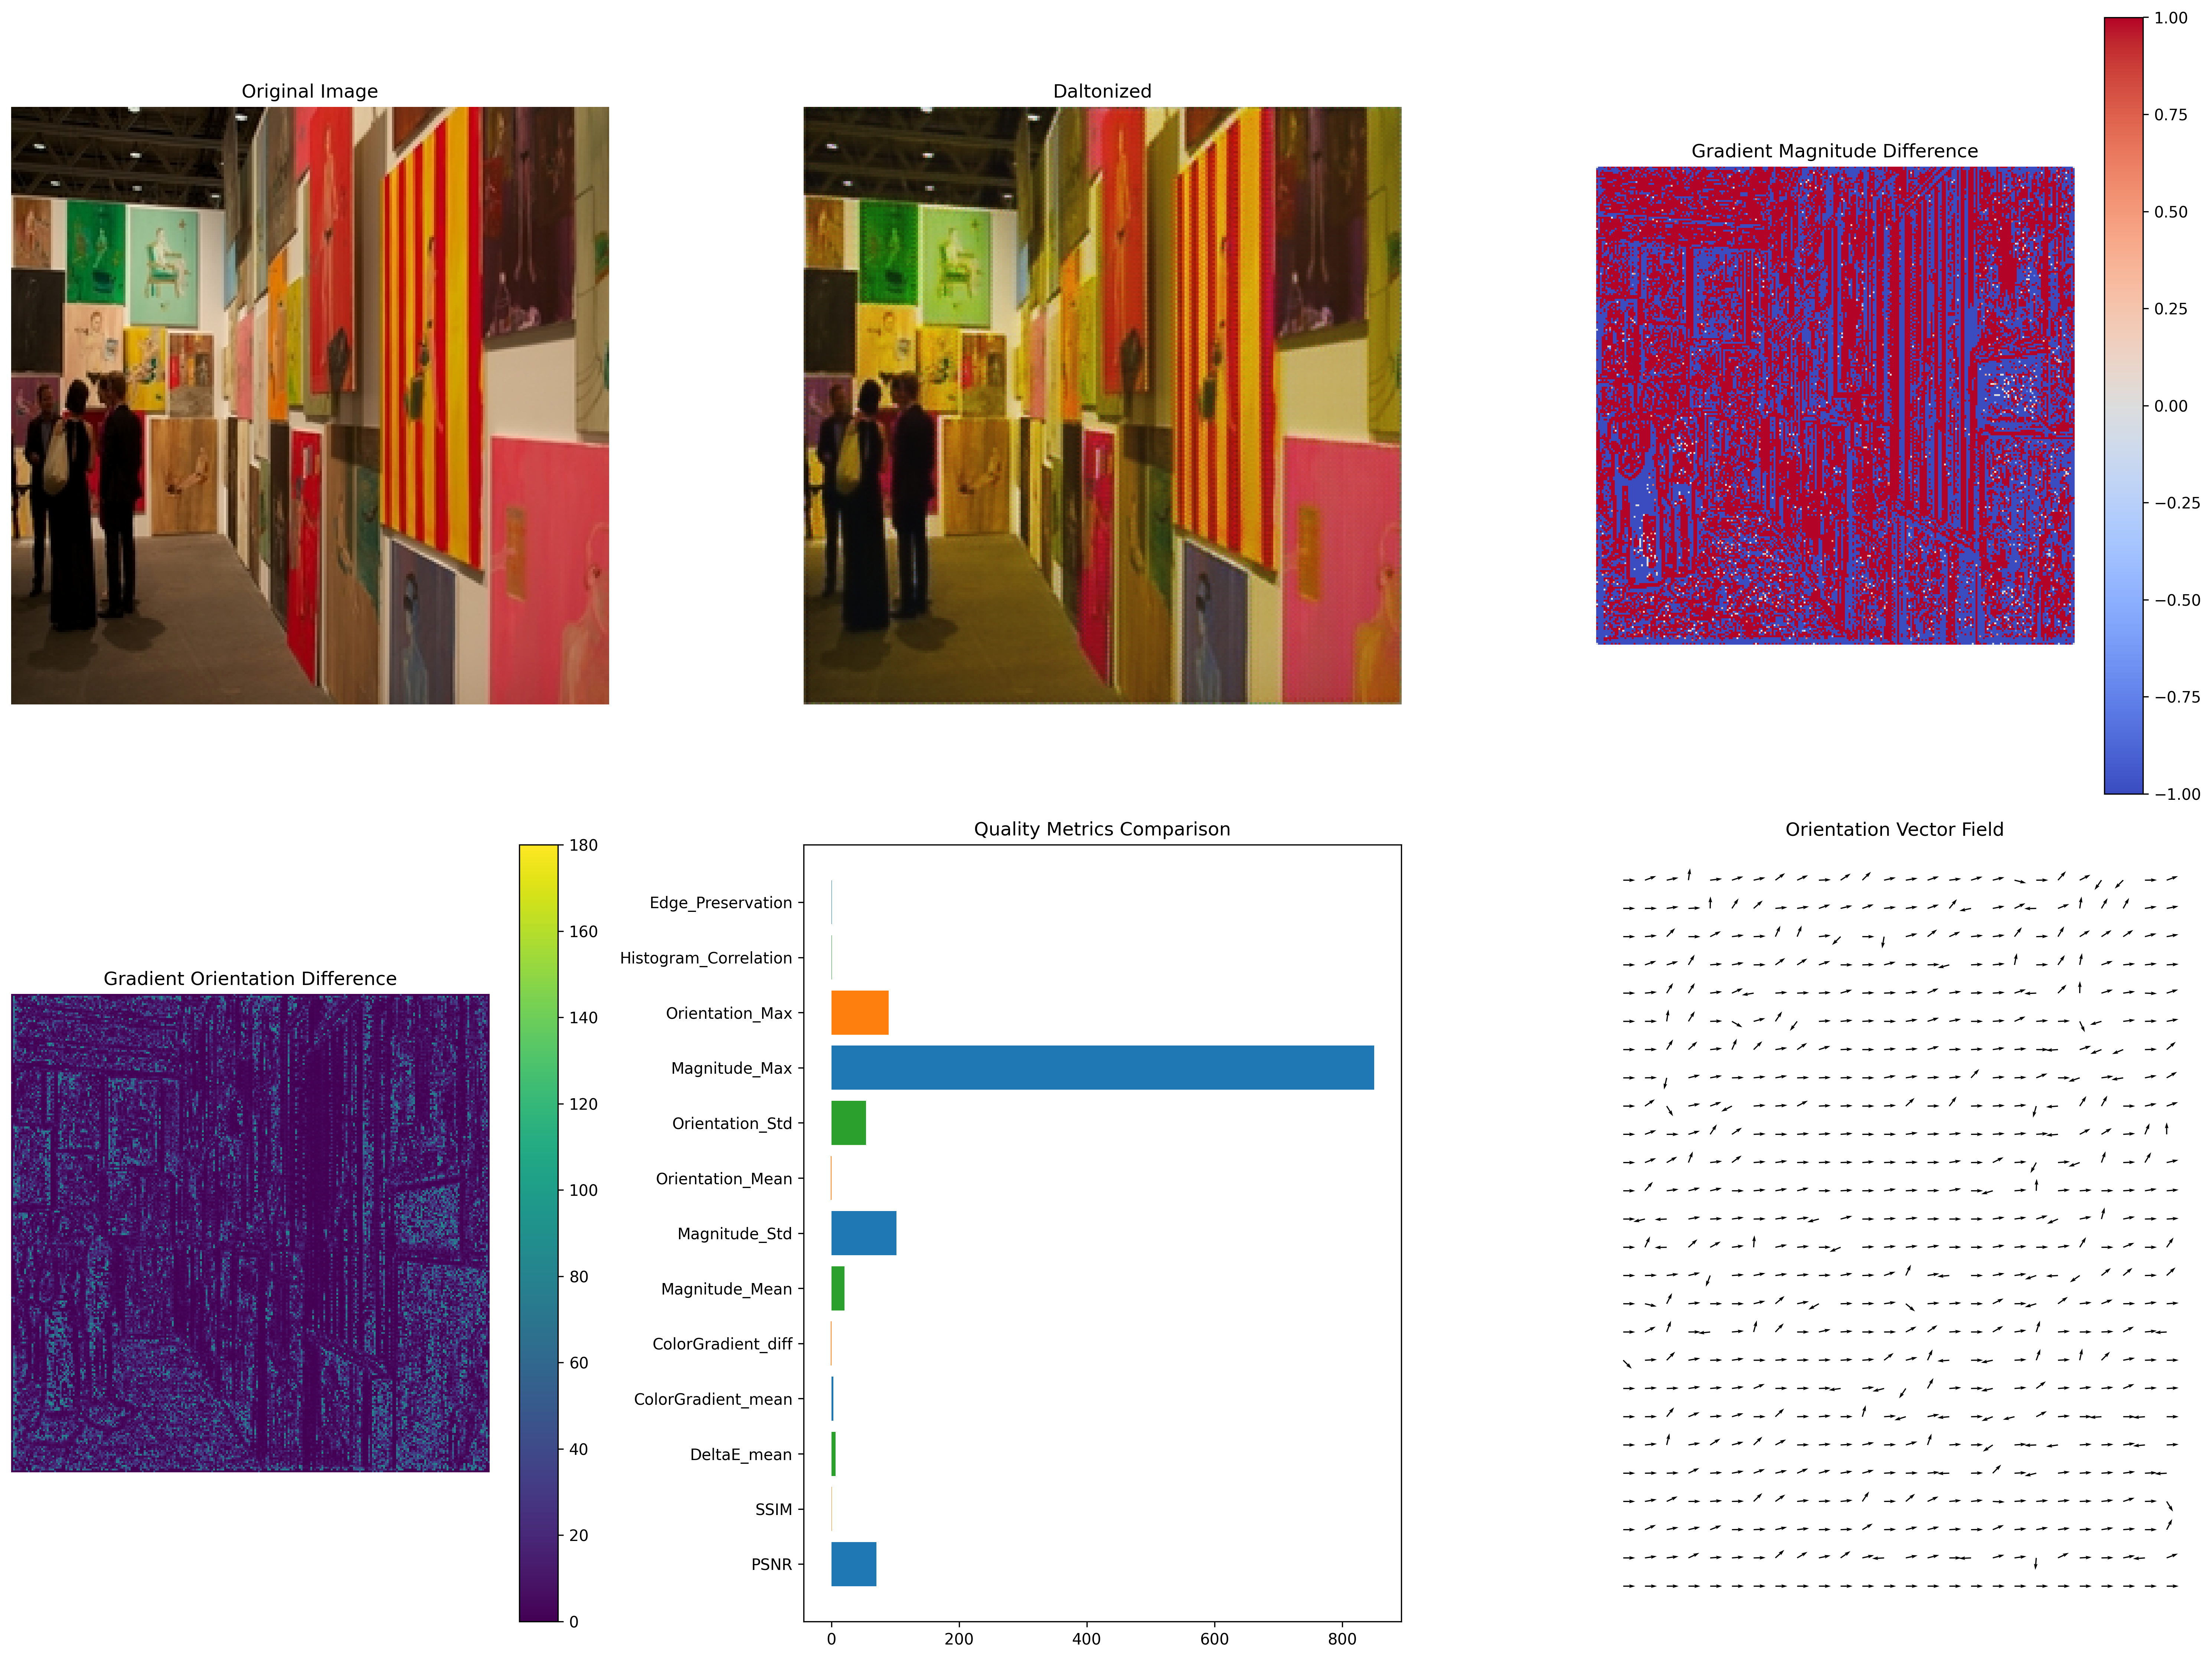 Original Image
Daltonized
Gradient Magnitude Difference
1.00
0.75
0.50
0.25
0.00
−0.25
−0.50
−0.75
−1.00
Gradient Orientation Difference
180
160
140
120
100
80
60
40
20
0
Quality Metrics Comparison
Edge_Preservation
Histogram_Correlation
Orientation_Max
Magnitude_Max
Orientation_Std
Orientation_Mean
Magnitude_Std
Magnitude_Mean
ColorGradient_diff
ColorGradient_mean
DeltaE_mean
SSIM
PSNR
0 200 400 600 800
Orientation Vector Field